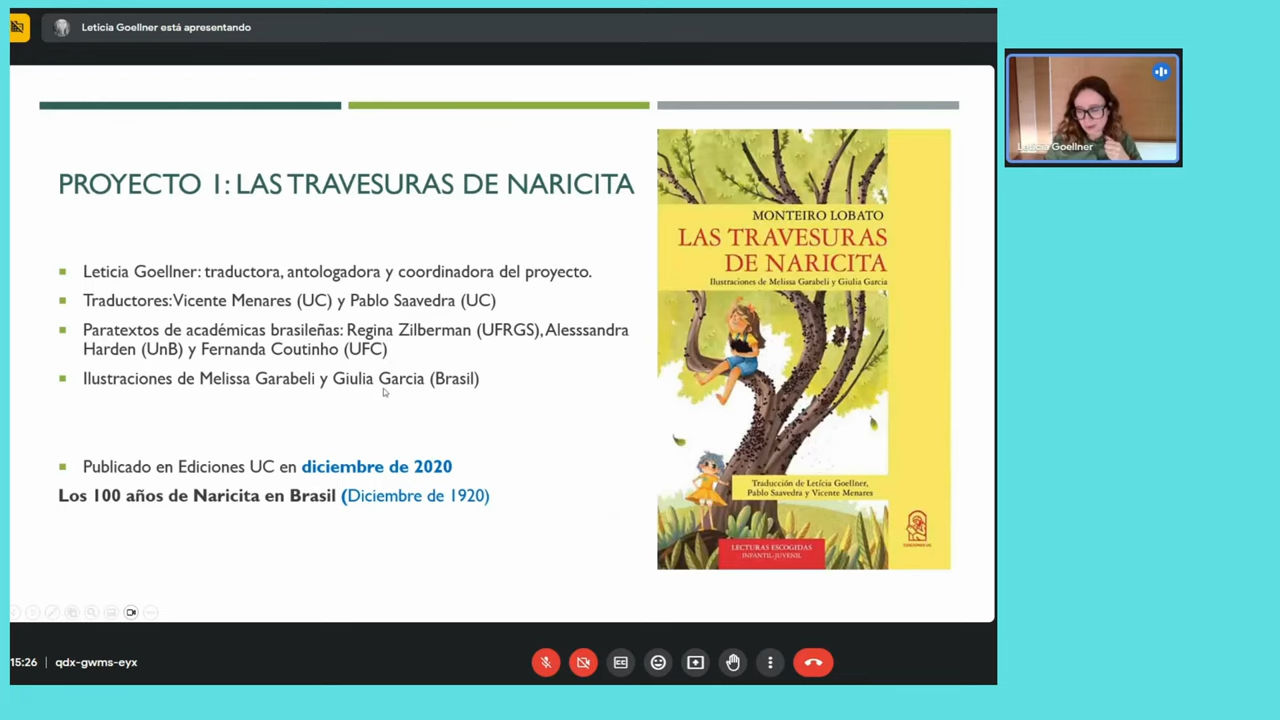 Leticia Goellner está apresentando
Leticia Goellner
PROYECTO 1: LAS TRAVESURAS DE NARICITA
Leticia Goellner: traductora, antologadora y coordinadora del proyecto.
Traductores: Vicente Menares (UC) y Pablo Saavedra (UC)
Paratextos de académicas brasileñas: Regina Zilberman (UFRGS), Alesssandra
Harden (UnB) y Fernanda Coutinho (UFC)
Ilustraciones de Melissa Garabeli y Giulia Garcia (Brasil)
Publicado en Ediciones UC en diciembre de 2020
Los 100 años de Naricita en Brasil (Diciembre de 1920)
MONTEIRO LOBATO
LAS TRAVESURAS
DE NARICITA
Ilustraciones de Melissa Garabeli y Giulia Garcia
Traducción de Letícia Goellner,
Pablo Saavedra y Vicente Menares
LECTURAS ESCOGIDAS
INFANTIL-JUVENIL
EDICIONES UC
15:26 | qdx-gwms-eyx